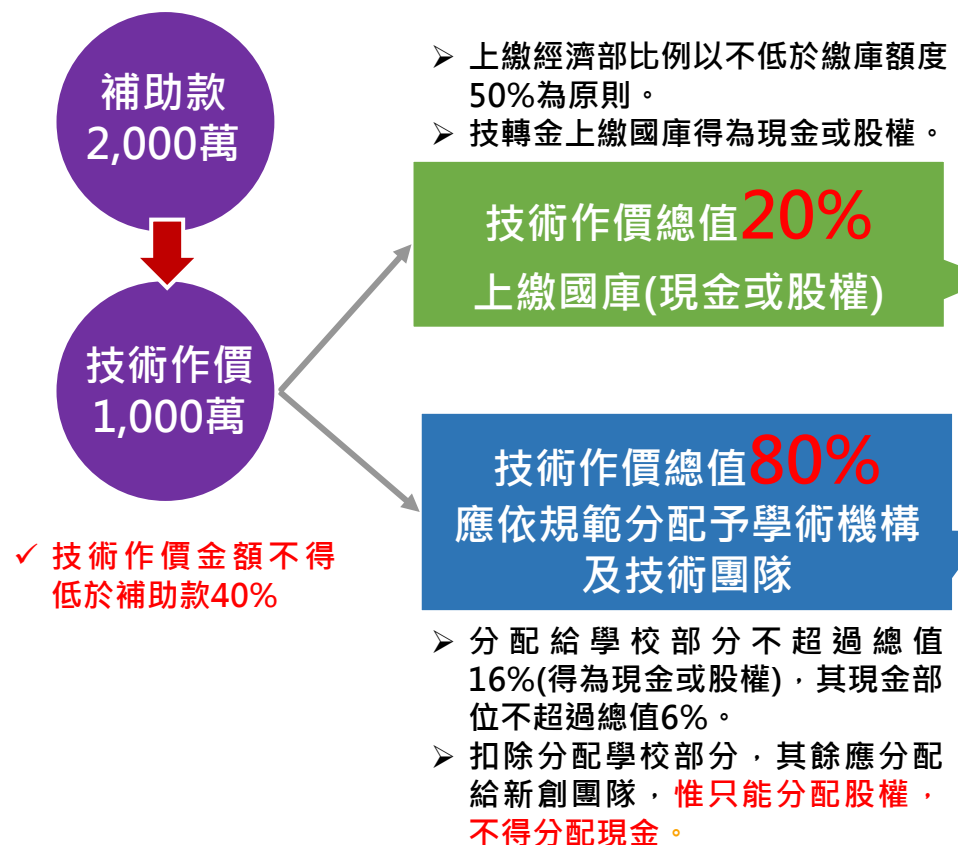 補助款
2,000萬
技術作價
1,000萬
✓ 技術作價金額不得
低於補助款40%
➢ 上繳經濟部比例以不低於繳庫額度
50%為原則。
➢ 技轉金上繳國庫得為現金或股權。
技術作價總值20%
上繳國庫(現金或股權)
技術作價總值80%
應依規範分配予學術機構
及技術團隊
➢ 分配給學校部分不超過總值
16%(得為現金或股權),其現金部
位不超過總值6%。
➢ 扣除分配學校部分,其餘應分配
給新創團隊,惟只能分配股權,
不得分配現金。